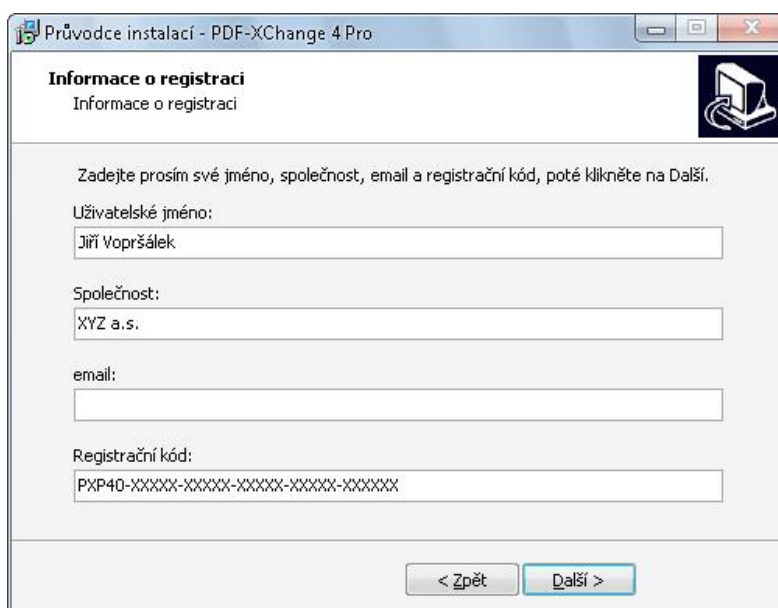 Průvodce instalací - PDF-XChange 4 Pro
Informace o registraci
Informace o registraci
Zadejte prosím své jméno, společnost, email a registrační kód, poté klikněte na Další.
Uživatelské jméno:
Jiří Vopršálek
Společnost:
XYZ a.s.
email:
Registrační kód:
PXP40-XXXXX-XXXXX-XXXXX-XXXXX-XXXXXX
< Zpět Další >